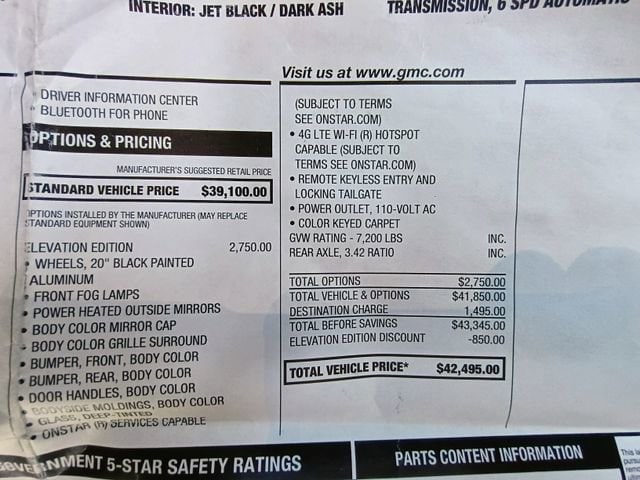 INTERIOR: JET BLACK / DARK ASH
TRANSMISSION, 6 SPD AUTOMATIC
• DRIVER INFORMATION CENTER
• BLUETOOTH FOR PHONE
OPTIONS & PRICING
MANUFACTURER'S SUGGESTED RETAIL PRICE
STANDARD VEHICLE PRICE $39,100.00
OPTIONS INSTALLED BY THE MANUFACTURER (MAY REPLACE
STANDARD EQUIPMENT SHOWN)
ELEVATION EDITION 2,750.00
• WHEELS, 20" BLACK PAINTED
ALUMINUM
• FRONT FOG LAMPS
• POWER HEATED OUTSIDE MIRRORS
• BODY COLOR MIRROR CAP
• BODY COLOR GRILLE SURROUND
• BUMPER, FRONT, BODY COLOR
• BUMPER, REAR, BODY COLOR
• DOOR HANDLES, BODY COLOR
• BODYSIDE MOLDINGS, BODY COLOR
• GLASS, DEEP-TINTED
• ONSTAR (R) SERVICES CAPABLE
Visit us at www.gmc.com
(SUBJECT TO TERMS
SEE ONSTAR.COM)
• 4G LTE WI-FI (R) HOTSPOT
CAPABLE (SUBJECT TO
TERMS SEE ONSTAR.COM)
• REMOTE KEYLESS ENTRY AND
LOCKING TAILGATE
• POWER OUTLET, 110-VOLT AC
• COLOR KEYED CARPET
GVW RATING - 7,200 LBS INC.
REAR AXLE, 3.42 RATIO INC.
TOTAL OPTIONS $2,750.00
TOTAL VEHICLE & OPTIONS $41,850.00
DESTINATION CHARGE 1,495.00
TOTAL BEFORE SAVINGS $43,345.00
ELEVATION EDITION DISCOUNT -850.00
TOTAL VEHICLE PRICE* $42,495.00
GOVERNMENT 5-STAR SAFETY RATINGS
PARTS CONTENT INFORMATION